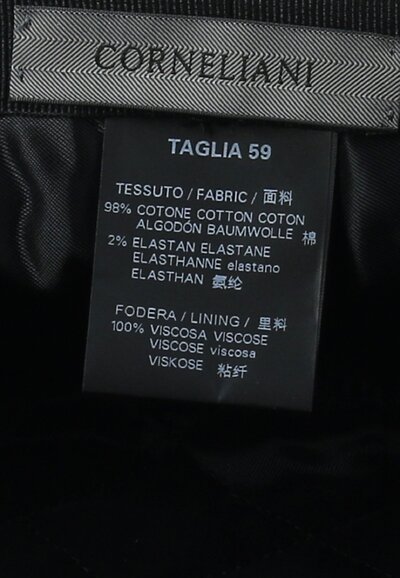 CORNELIANI
TAGLIA 59
TESSUTO / FABRIC / 面料
98% COTONE COTTON COTON
ALGODÓN BAUMWOLLE 棉
2% ELASTAN ELASTANE
ELASTHANNE elastano
ELASTHAN 氨纶
FODERA / LINING / 里料
100% VISCOSA VISCOSE
VISCOSE viscosa
VISKOSE 粘纤